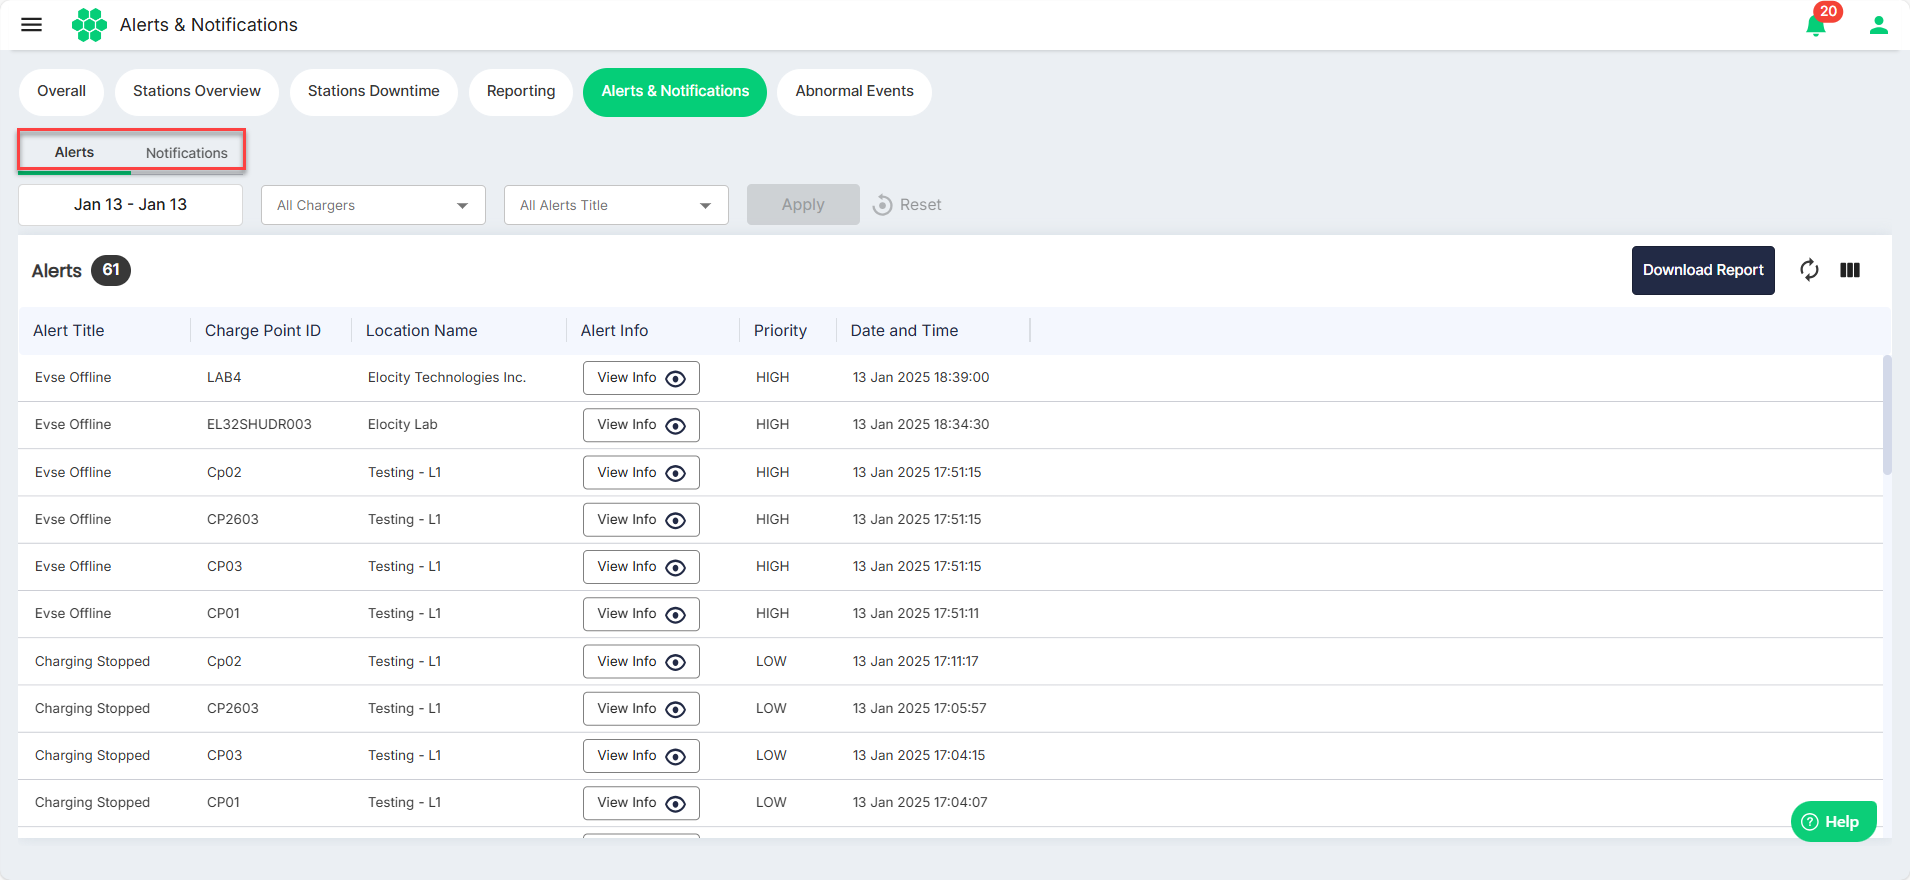 Alerts & Notifications
20
Overall Stations Overview Stations Downtime Reporting Alerts & Notifications Abnormal Events
Alerts Notifications
Jan 13 - Jan 13 All Chargers All Alerts Title Apply Reset
Alerts 61 Download Report
Alert Title Charge Point ID Location Name Alert Info Priority Date and Time
Evse Offline LAB4 Elocity Technologies Inc. View Info HIGH 13 Jan 2025 18:39:00
Evse Offline EL32SHUDR003 Elocity Lab View Info HIGH 13 Jan 2025 18:34:30
Evse Offline Cp02 Testing - L1 View Info HIGH 13 Jan 2025 17:51:15
Evse Offline CP2603 Testing - L1 View Info HIGH 13 Jan 2025 17:51:15
Evse Offline CP03 Testing - L1 View Info HIGH 13 Jan 2025 17:51:15
Evse Offline CP01 Testing - L1 View Info HIGH 13 Jan 2025 17:51:11
Charging Stopped Cp02 Testing - L1 View Info LOW 13 Jan 2025 17:11:17
Charging Stopped CP2603 Testing - L1 View Info LOW 13 Jan 2025 17:05:57
Charging Stopped CP03 Testing - L1 View Info LOW 13 Jan 2025 17:04:15
Charging Stopped CP01 Testing - L1 View Info LOW 13 Jan 2025 17:04:07
? Help